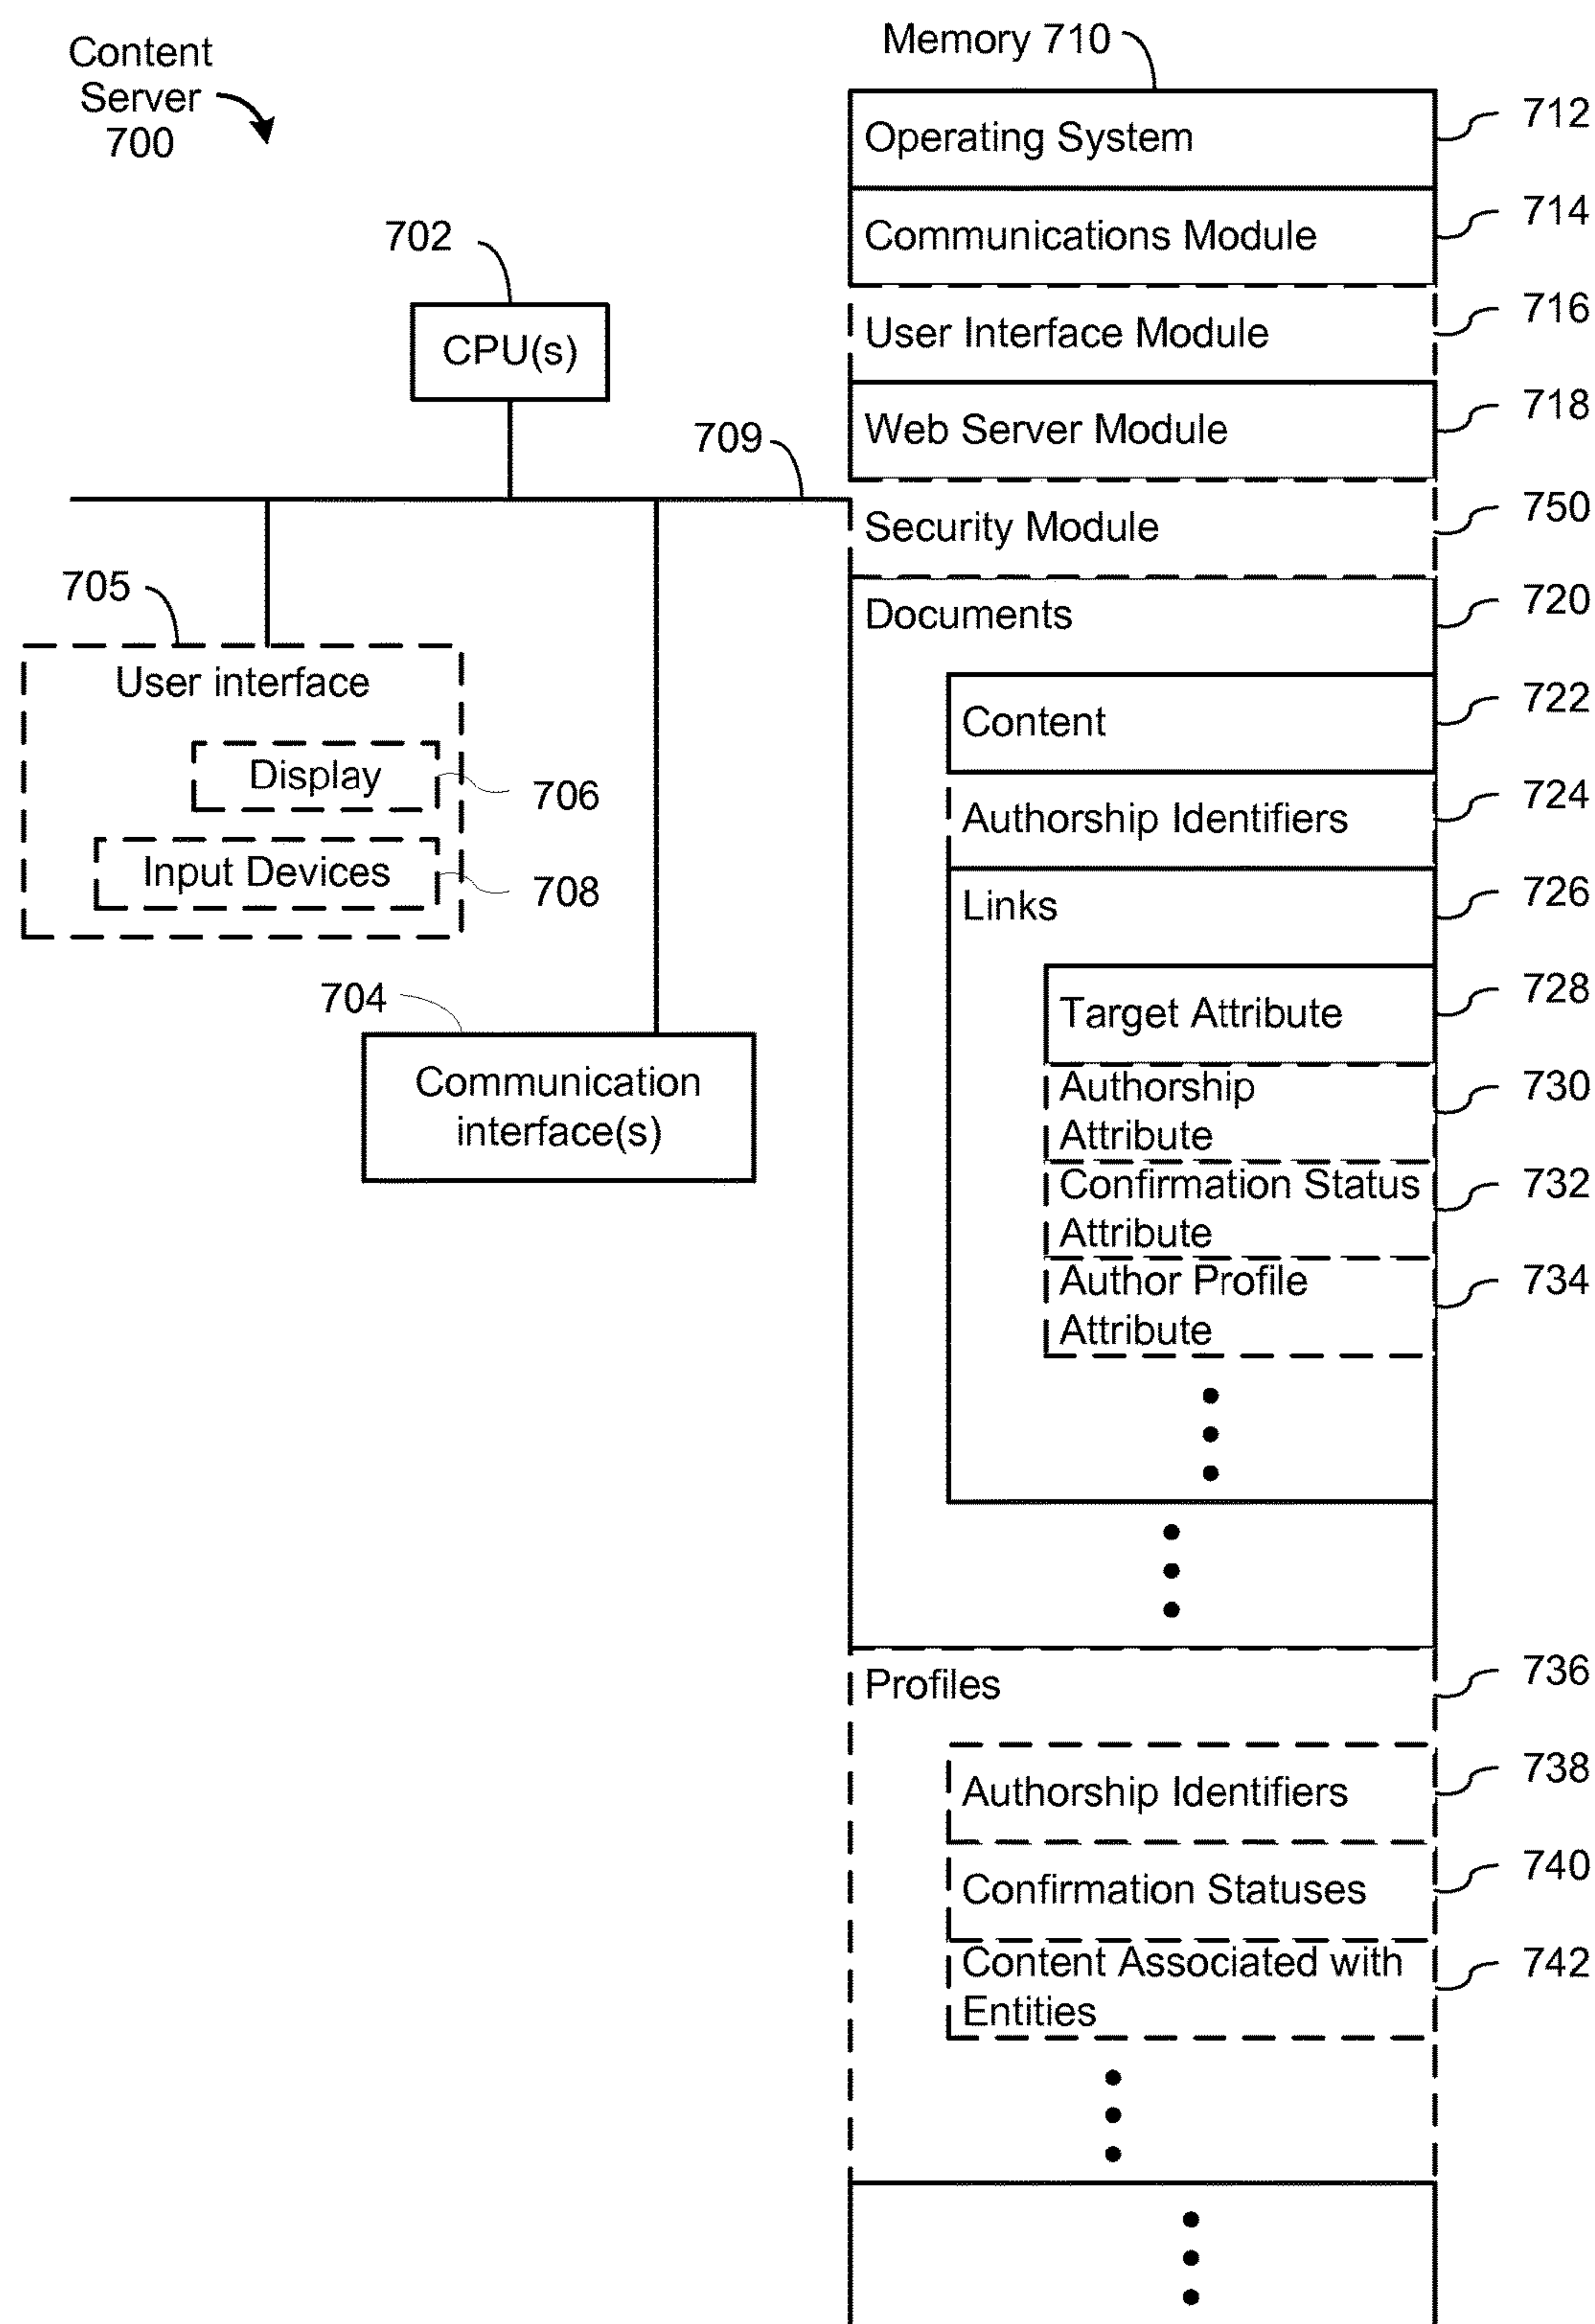 Content
Server
700
Memory 710
Operating System
712
Communications Module
714
702
User Interface Module
716
CPU(s)
Web Server Module
718
709
Security Module
750
705
Documents
720
User interface
Content
722
Display
706
Authorship Identifiers
724
Input Devices
708
Links
726
704
Target Attribute
728
Communication
interface(s)
Authorship
Attribute
730
Confirmation Status
Attribute
732
Author Profile
Attribute
734
Profiles
736
Authorship Identifiers
738
Confirmation Statuses
740
Content Associated with
Entities
742